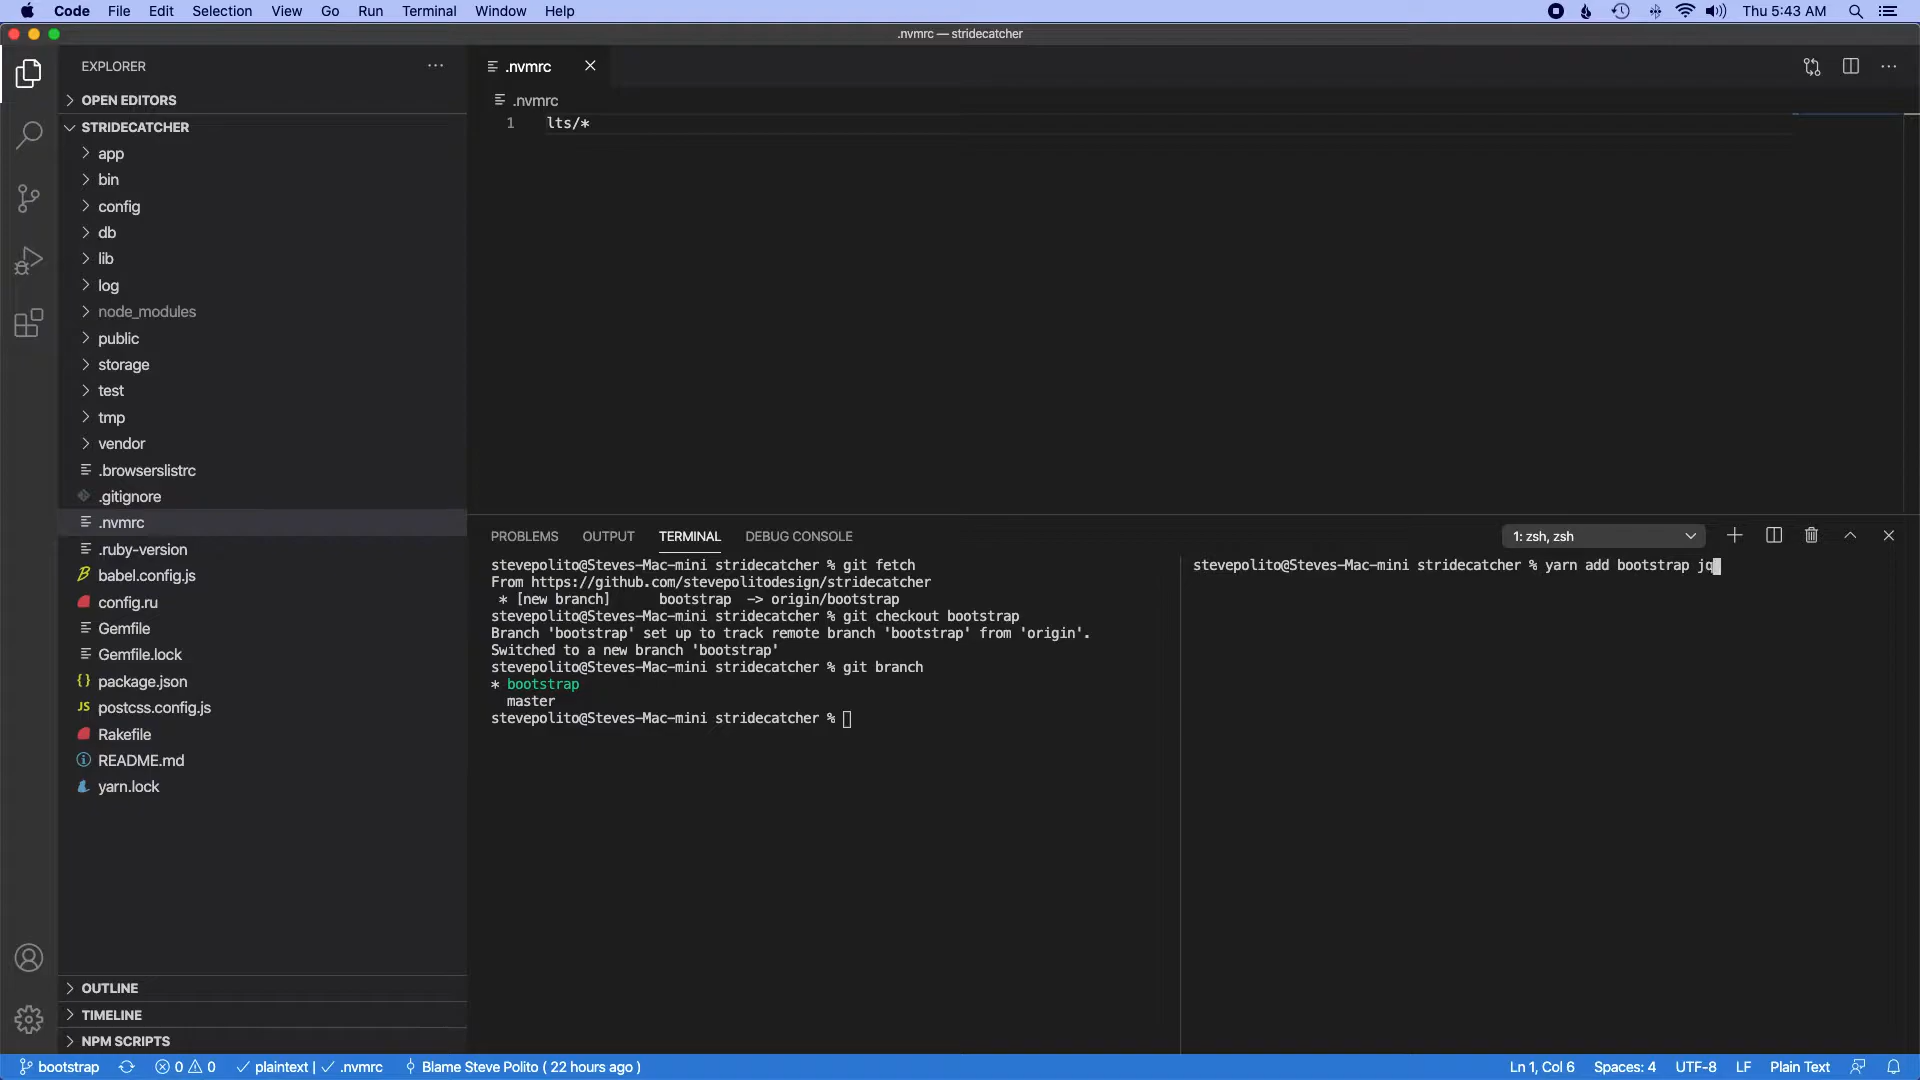 Code File Edit Selection View Go Run Terminal Window Help Thu 5:43 AM
.nvmrc — stridecatcher
EXPLORER
OPEN EDITORS
STRIDECATCHER
app
bin
config
db
lib
log
node_modules
public
storage
test
tmp
vendor
.browserslistrc
.gitignore
.nvmrc
.ruby-version
babel.config.js
config.ru
Gemfile
Gemfile.lock
package.json
JS postcss.config.js
Rakefile
README.md
yarn.lock
OUTLINE
TIMELINE
NPM SCRIPTS
.nvmrc
.nvmrc
1 lts/*
PROBLEMS OUTPUT TERMINAL DEBUG CONSOLE 1: zsh, zsh
stevepolito@Steves-Mac-mini stridecatcher % git fetch
From https://github.com/stevepolitodesign/stridecatcher
* [new branch] bootstrap -> origin/bootstrap
stevepolito@Steves-Mac-mini stridecatcher % git checkout bootstrap
Branch 'bootstrap' set up to track remote branch 'bootstrap' from 'origin'.
Switched to a new branch 'bootstrap'
stevepolito@Steves-Mac-mini stridecatcher % git branch
* bootstrap
master
stevepolito@Steves-Mac-mini stridecatcher %
stevepolito@Steves-Mac-mini stridecatcher % yarn add bootstrap jq
bootstrap 0 0 plaintext | .nvmrc Blame Steve Polito ( 22 hours ago ) Ln 1, Col 6 Spaces: 4 UTF-8 LF Plain Text